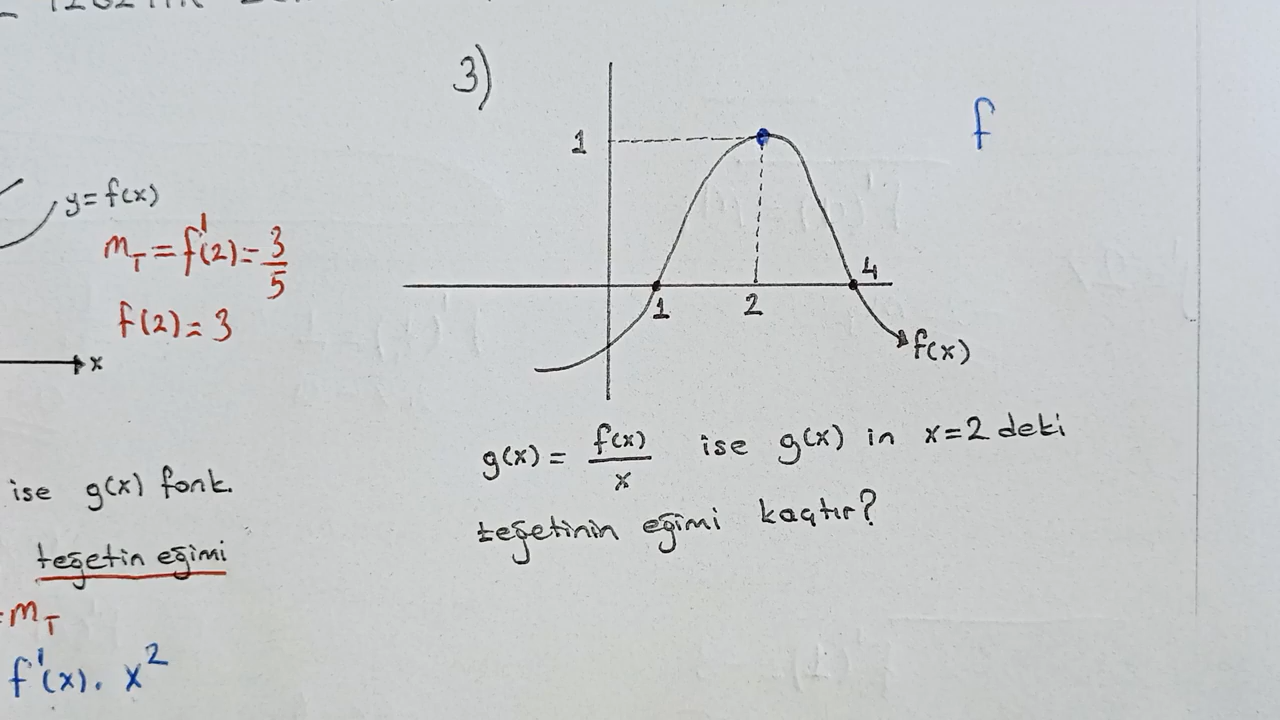 y=f(x)
m_T = f'(2) = 3/5
f(2) = 3
x
ise g(x) fonk.
teğetin eğimi
=m_T
f'(x). x²
3)
f
1
1
2
4
f(x)
g(x) = f(x)/x ise g(x) in x=2 deki
teğetinin eğimi kaçtır?